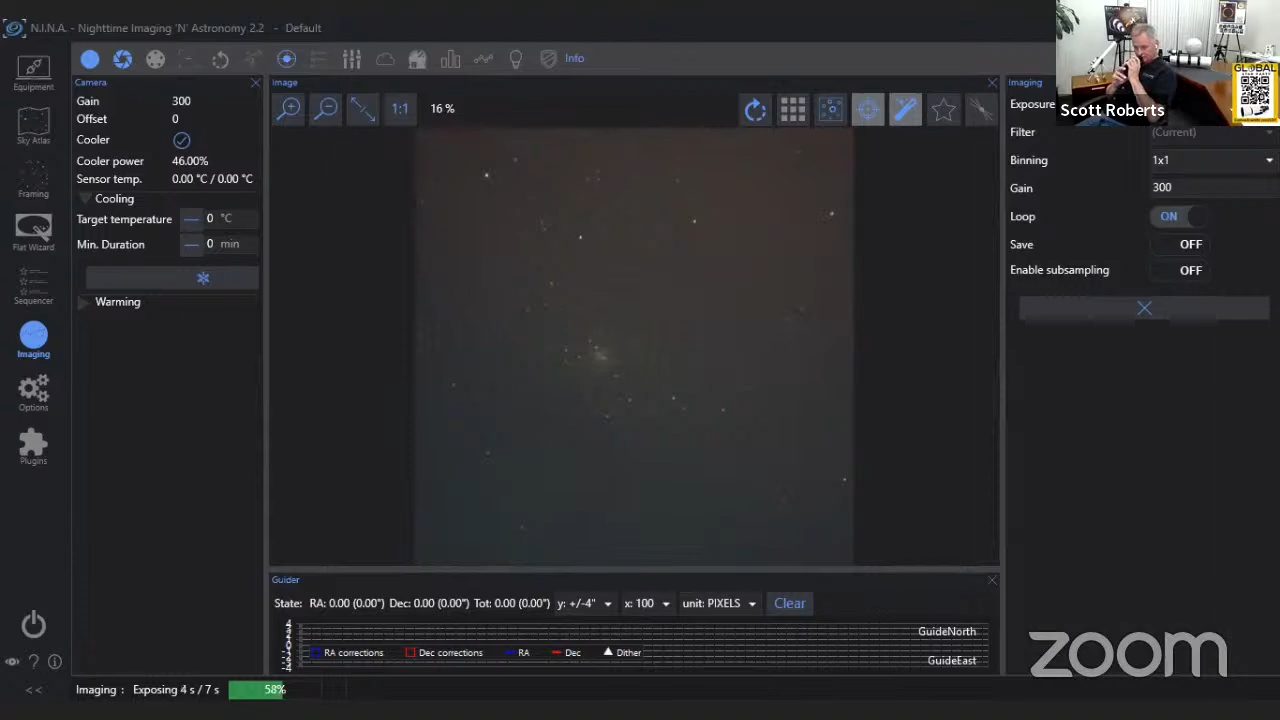 N.I.N.A. - Nighttime Imaging 'N' Astronomy 2.2 - Default
Equipment
Sky Atlas
Framing
Flat Wizard
Sequencer
Imaging
Options
Plugins
Info
Camera
Gain 300
Offset 0
Cooler
Cooler power 46.00%
Sensor temp. 0.00 °C / 0.00 °C
Cooling
Target temperature 0 °C
Min. Duration 0 min
Warming
Image
1:1 16 %
Imaging
Exposure
Filter (Current)
Binning 1x1
Gain 300
Loop ON
Save OFF
Enable subsampling OFF
GLOBAL
STAR PARTY
Scott Roberts
Guider
State: RA: 0.00 (0.00") Dec: 0.00 (0.00") Tot: 0.00 (0.00") y: +/-4" x: 100 unit: PIXELS Clear
GuideNorth
GuideEast
RA corrections Dec corrections RA Dec Dither
zoom
Imaging : Exposing 4 s / 7 s 58%
<<